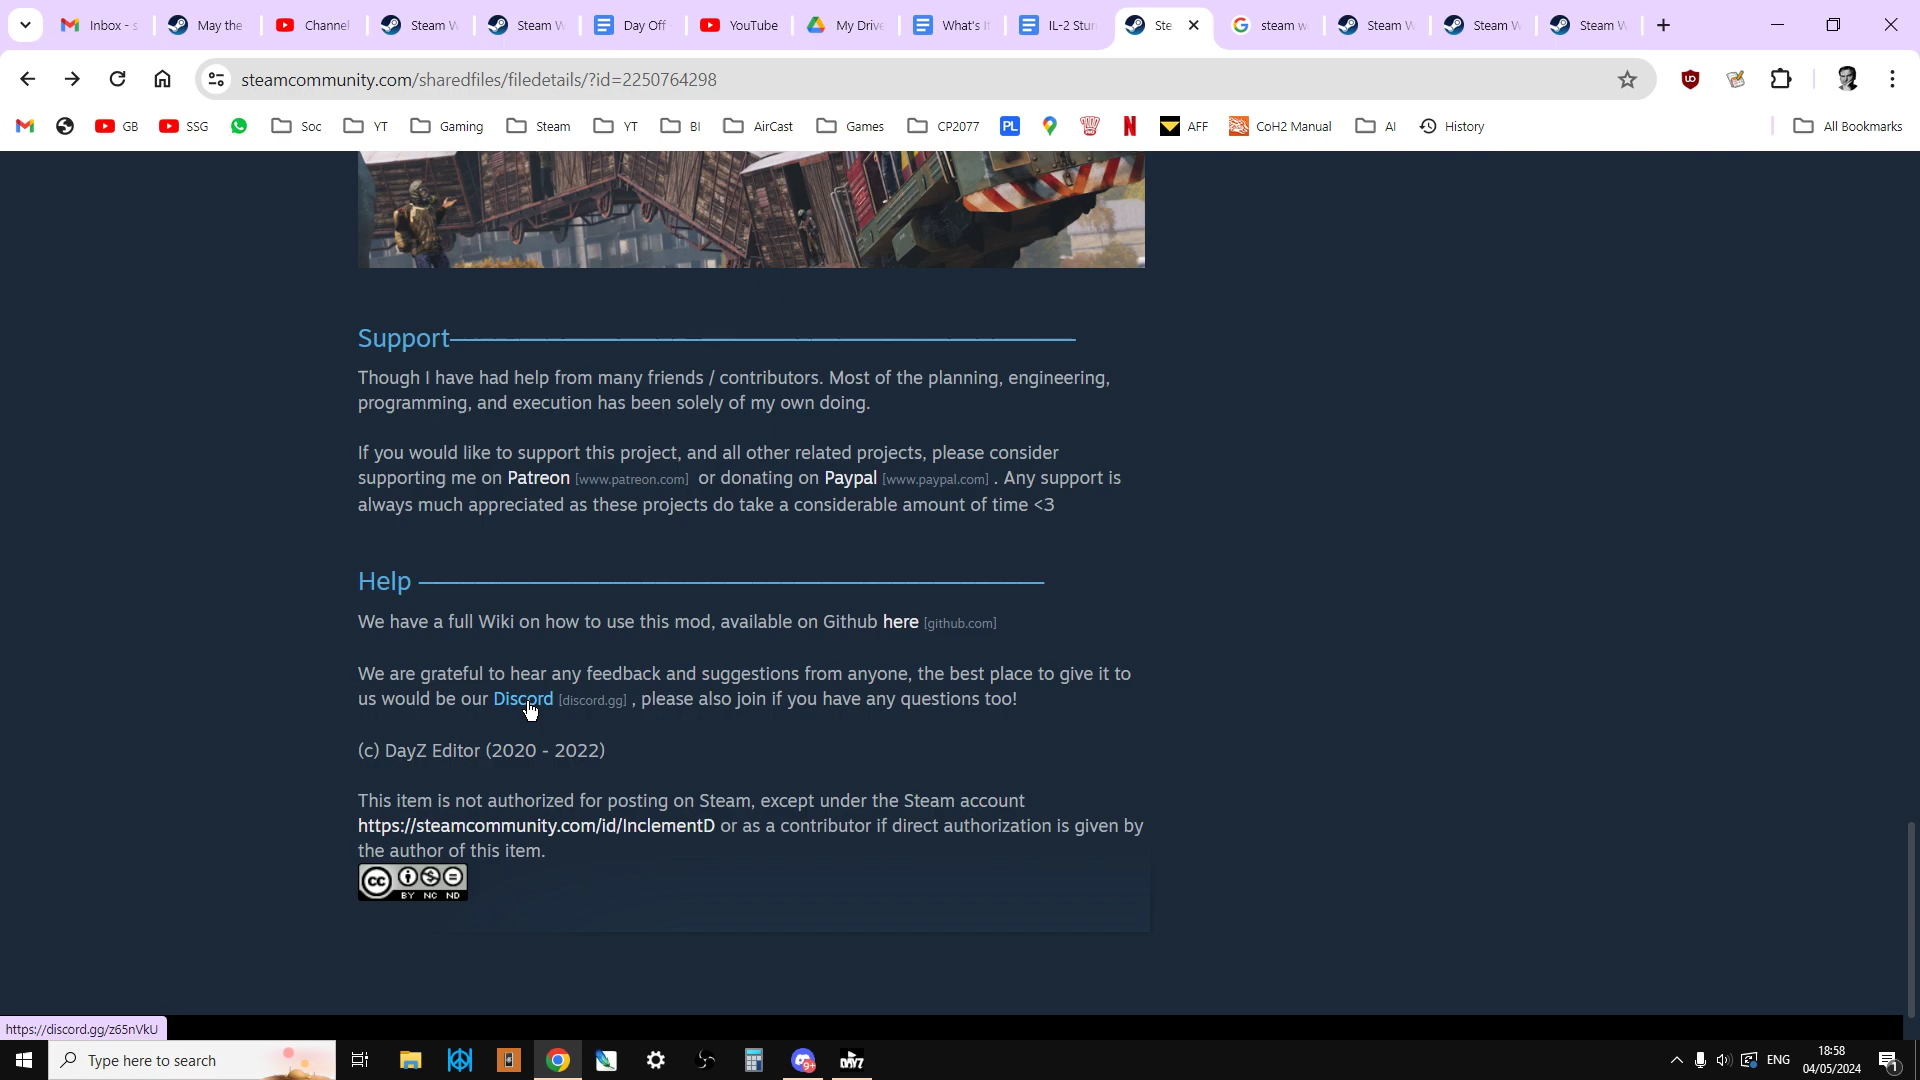 Inbox - s
May the
Channel
Steam W
Steam W
Day Off
YouTube
My Drive
What's It
IL-2 Stur
Ste
steam w
Steam W
Steam W
Steam W
steamcommunity.com/sharedfiles/filedetails/?id=2250764298
GB
SSG
Soc
YT
Gaming
Steam
YT
BI
AirCast
Games
CP2077
PL
AFF
CoH2 Manual
AI
History
All Bookmarks
Support
Though I have had help from many friends / contributors. Most of the planning, engineering,
programming, and execution has been solely of my own doing.
If you would like to support this project, and all other related projects, please consider
supporting me on Patreon [www.patreon.com] or donating on Paypal [www.paypal.com] . Any support is
always much appreciated as these projects do take a considerable amount of time <3
Help
We have a full Wiki on how to use this mod, available on Github here [github.com]
We are grateful to hear any feedback and suggestions from anyone, the best place to give it to
us would be our Discord [discord.gg] , please also join if you have any questions too!
(c) DayZ Editor (2020 - 2022)
This item is not authorized for posting on Steam, except under the Steam account
https://steamcommunity.com/id/InclementD or as a contributor if direct authorization is given by
the author of this item.
cc
BY NC ND
https://discord.gg/z65nVkU
Type here to search
9+
DAYZ
ENG
18:58
04/05/2024
1